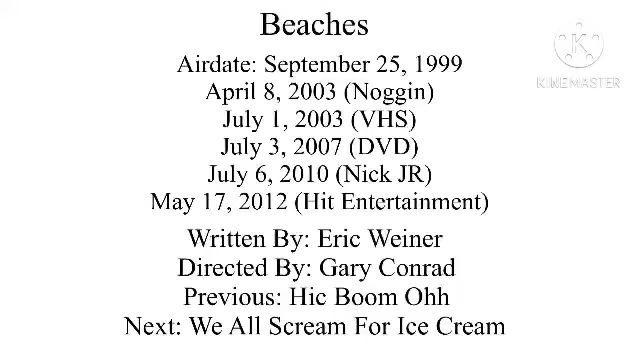 Beaches
Airdate: September 25, 1999
April 8, 2003 (Noggin)
July 1, 2003 (VHS)
July 3, 2007 (DVD)
July 6, 2010 (Nick JR)
May 17, 2012 (Hit Entertainment)
Written By: Eric Weiner
Directed By: Gary Conrad
Previous: Hic Boom Ohh
Next: We All Scream For Ice Cream
K
KINEMASTER